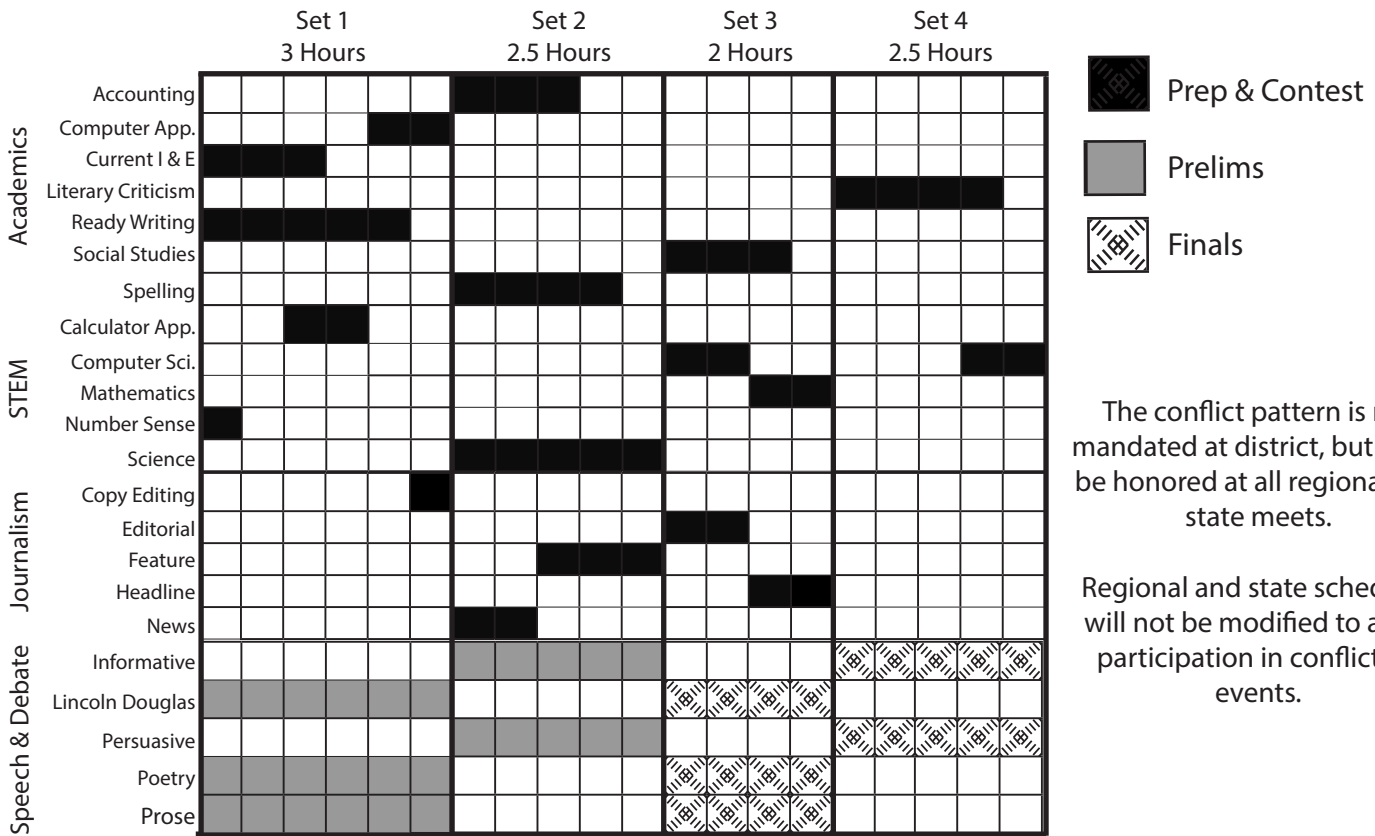 Set 1
3 Hours
Set 2
2.5 Hours
Set 3
2 Hours
Set 4
2.5 Hours
Academics
Accounting
Computer App.
Current I & E
Literary Criticism
Ready Writing
Social Studies
Spelling
STEM
Calculator App.
Computer Sci.
Mathematics
Number Sense
Science
Journalism
Copy Editing
Editorial
Feature
Headline
News
Speech & Debate
Informative
Lincoln Douglas
Persuasive
Poetry
Prose
Prep & Contest
Prelims
Finals
The conflict pattern is
mandated at district, but
be honored at all
state meets.
Regional and state
will not be modified to
participation in
events.